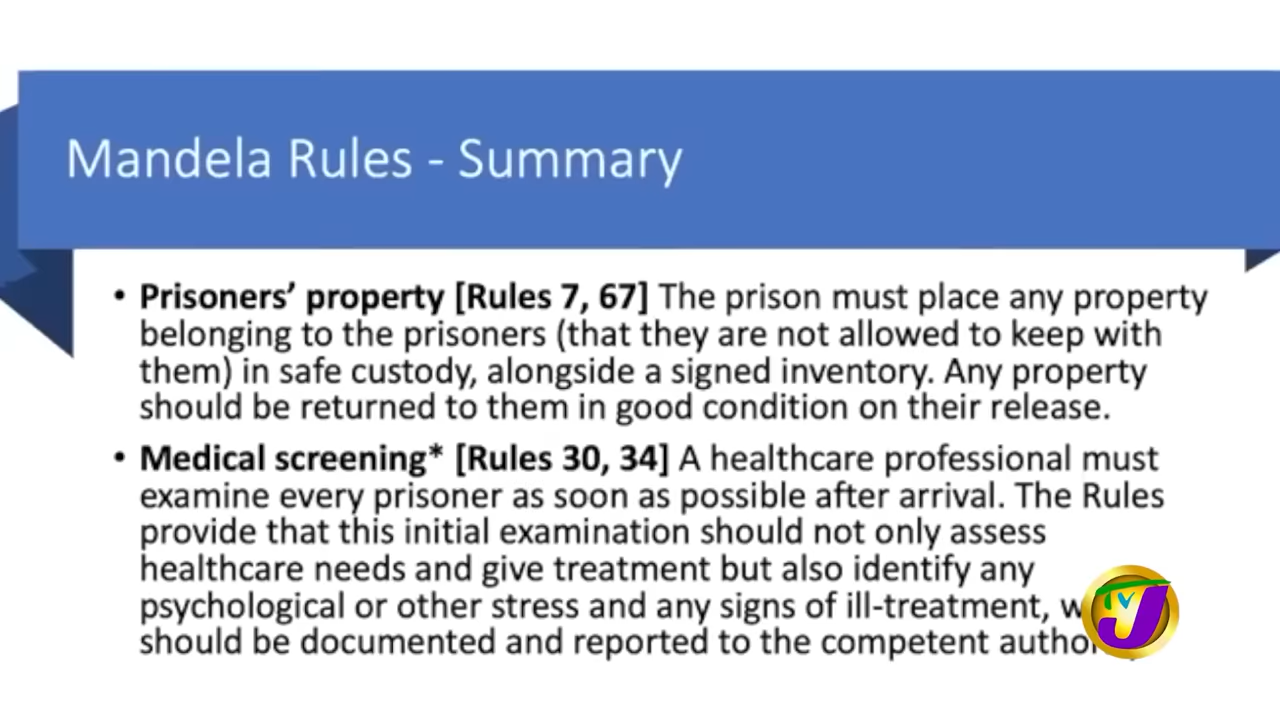 Mandela Rules - Summary
• Prisoners’ property [Rules 7, 67] The prison must place any property
belonging to the prisoners (that they are not allowed to keep with
them) in safe custody, alongside a signed inventory. Any property
should be returned to them in good condition on their release.
• Medical screening* [Rules 30, 34] A healthcare professional must
examine every prisoner as soon as possible after arrival. The Rules
provide that this initial examination should not only assess
healthcare needs and give treatment but also identify any
psychological or other stress and any signs of ill-treatment,
should be documented and reported to the competent
TVJ